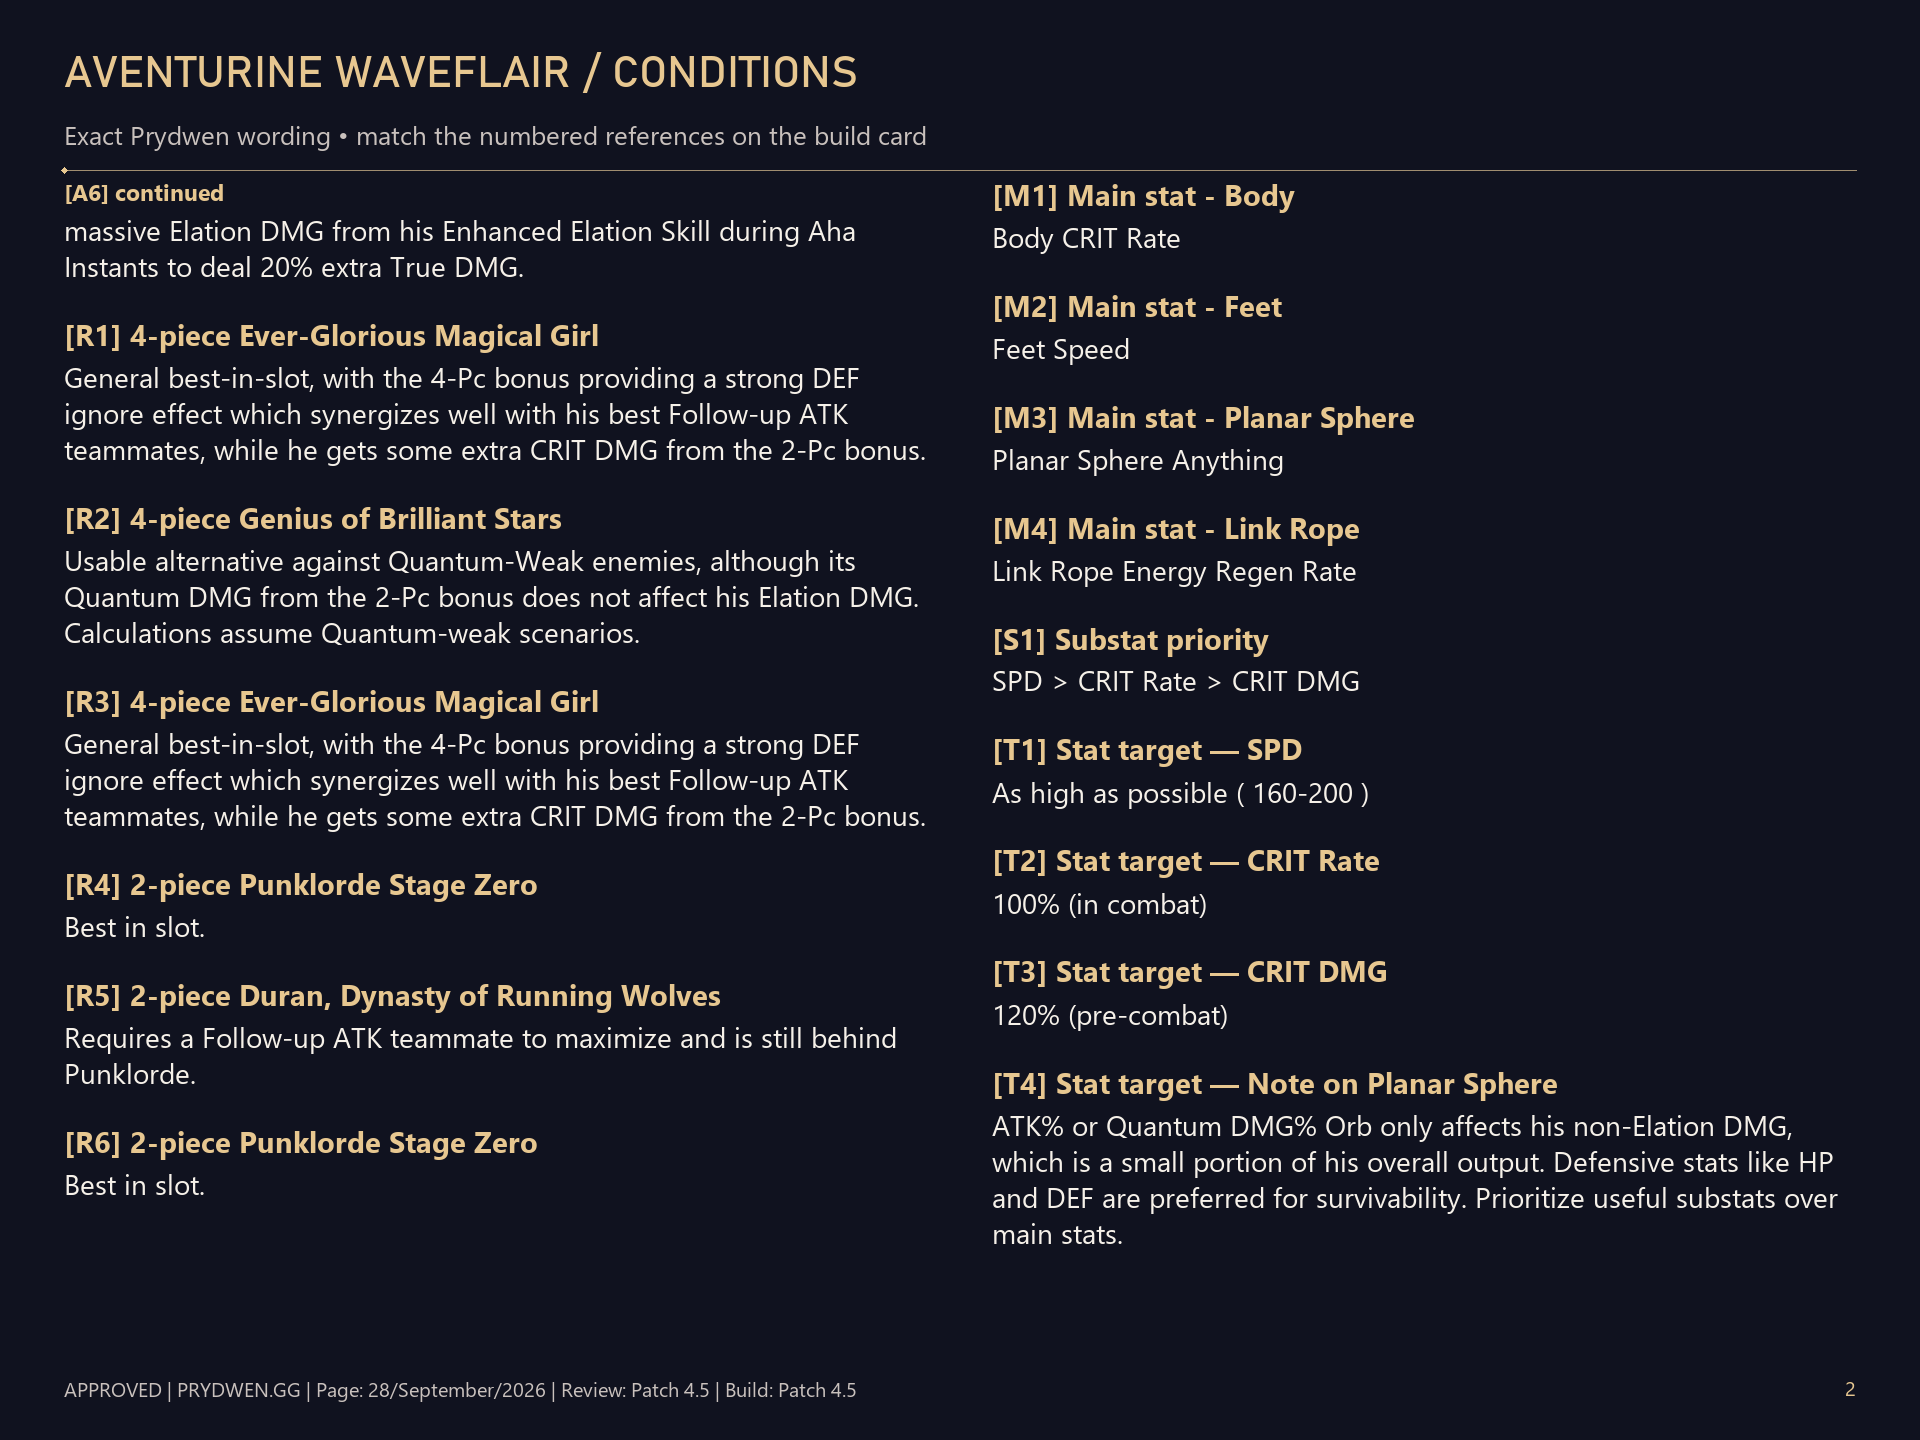 AVENTURINE WAVEFLAIR / CONDITIONS
Exact Prydwen wording • match the numbered references on the build card
[A6] continued
massive Elation DMG from his Enhanced Elation Skill during Aha
Instants to deal 20% extra True DMG.
[R1] 4-piece Ever-Glorious Magical Girl
General best-in-slot, with the 4-Pc bonus providing a strong DEF
ignore effect which synergizes well with his best Follow-up ATK
teammates, while he gets some extra CRIT DMG from the 2-Pc bonus.
[R2] 4-piece Genius of Brilliant Stars
Usable alternative against Quantum-Weak enemies, although its
Quantum DMG from the 2-Pc bonus does not affect his Elation DMG.
Calculations assume Quantum-weak scenarios.
[R3] 4-piece Ever-Glorious Magical Girl
General best-in-slot, with the 4-Pc bonus providing a strong DEF
ignore effect which synergizes well with his best Follow-up ATK
teammates, while he gets some extra CRIT DMG from the 2-Pc bonus.
[R4] 2-piece Punklorde Stage Zero
Best in slot.
[R5] 2-piece Duran, Dynasty of Running Wolves
Requires a Follow-up ATK teammate to maximize and is still behind
Punklorde.
[R6] 2-piece Punklorde Stage Zero
Best in slot.
[M1] Main stat - Body
Body CRIT Rate
[M2] Main stat - Feet
Feet Speed
[M3] Main stat - Planar Sphere
Planar Sphere Anything
[M4] Main stat - Link Rope
Link Rope Energy Regen Rate
[S1] Substat priority
SPD > CRIT Rate > CRIT DMG
[T1] Stat target — SPD
As high as possible ( 160-200 )
[T2] Stat target — CRIT Rate
100% (in combat)
[T3] Stat target — CRIT DMG
120% (pre-combat)
[T4] Stat target — Note on Planar Sphere
ATK% or Quantum DMG% Orb only affects his non-Elation DMG,
which is a small portion of his overall output. Defensive stats like HP
and DEF are preferred for survivability. Prioritize useful substats over
main stats.
APPROVED | PRYDWEN.GG | Page: 28/September/2026 | Review: Patch 4.5 | Build: Patch 4.5
2